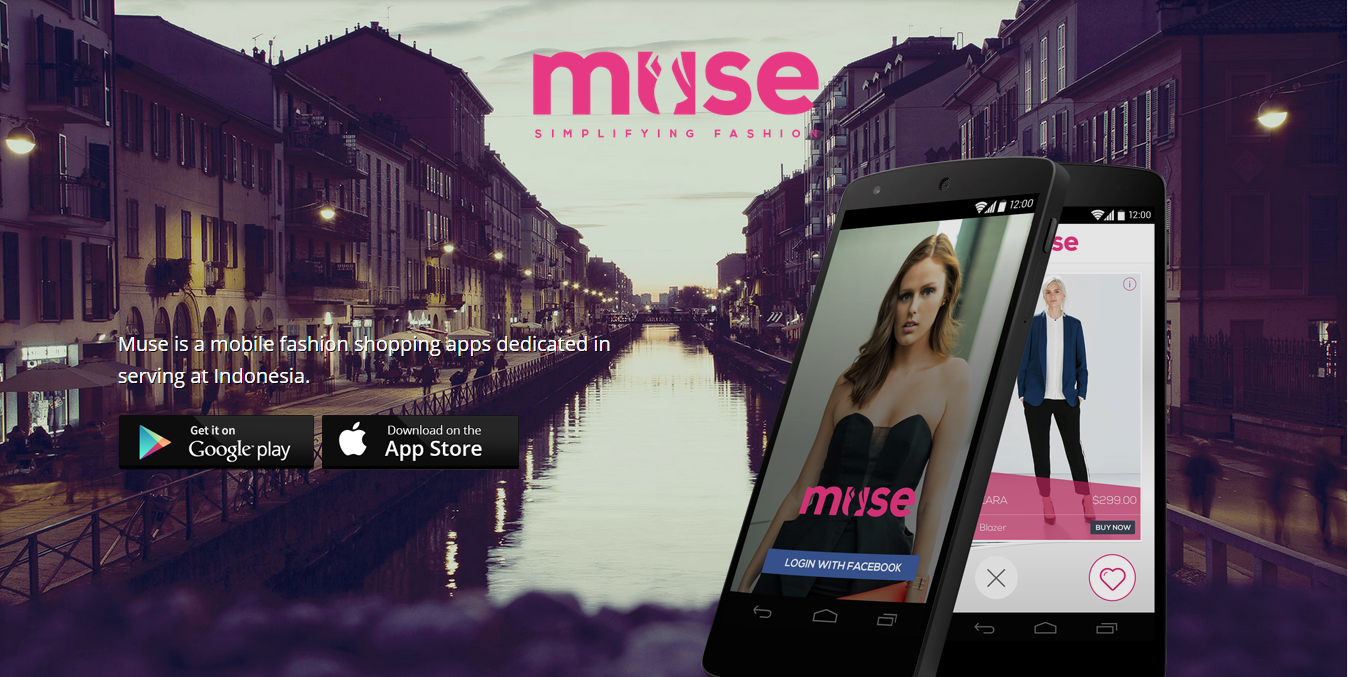 muse
SIMPLIFYING FASHION
12:00
12:00
Muse is a mobile fashion shopping apps dedicated in
serving at Indonesia.
Get it on
Google play
Download on the
App Store
muse
LOGIN WITH FACEBOOK
$299.00
Blazer
BUY NOW